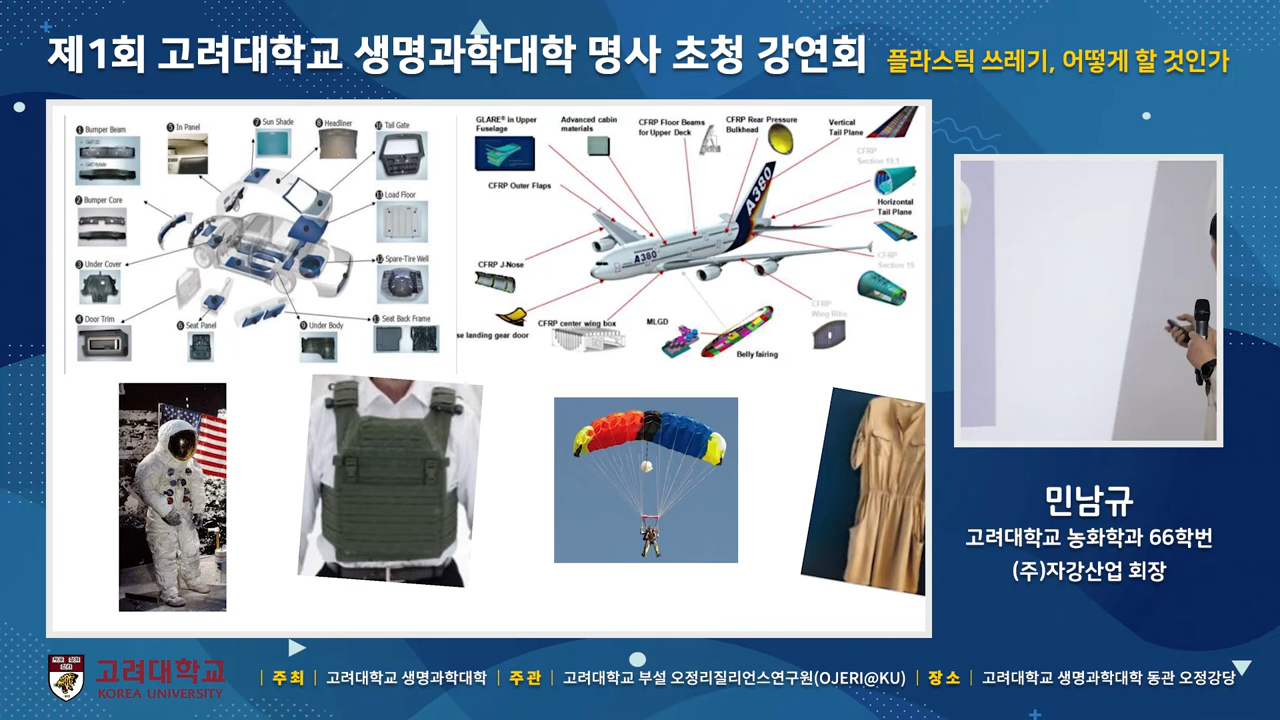 제1회 고려대학교 생명과학대학 명사 초청 강연회 플라스틱 쓰레기, 어떻게 할 것인가
1 Bumper Beam
5 In Panel
7 Sun Shade
8 Headliner
10 Tail Gate
2 Bumper Core
11 Load Floor
3 Under Cover
12 Spare-Tire Well
4 Door Trim
6 Seat Panel
9 Under Body
13 Seat Back Frame
GLARE® in Upper
Fuselage
Advanced cabin
materials
CFRP Floor Beams
for Upper Deck
CFRP Rear Pressure
Bulkhead
Vertical
Tail Plane
CFRP
Section 19.1
CFRP Outer Flaps
Horizontal
Tail Plane
A380
A380
CFRP J-Nose
CFRP
Section 19
CFRP
Wing Ribs
se landing gear door
CFRP center wing box
MLGD
Belly fairing
민남규
고려대학교 농화학과 66학번
(주)자강산업 회장
고려대학교
KOREA UNIVERSITY
| 주최 | 고려대학교 생명과학대학 | 주관 | 고려대학교 부설 오정리질리언스연구원(OJERI@KU) | 장소 | 고려대학교 생명과학대학 동관 오정강당